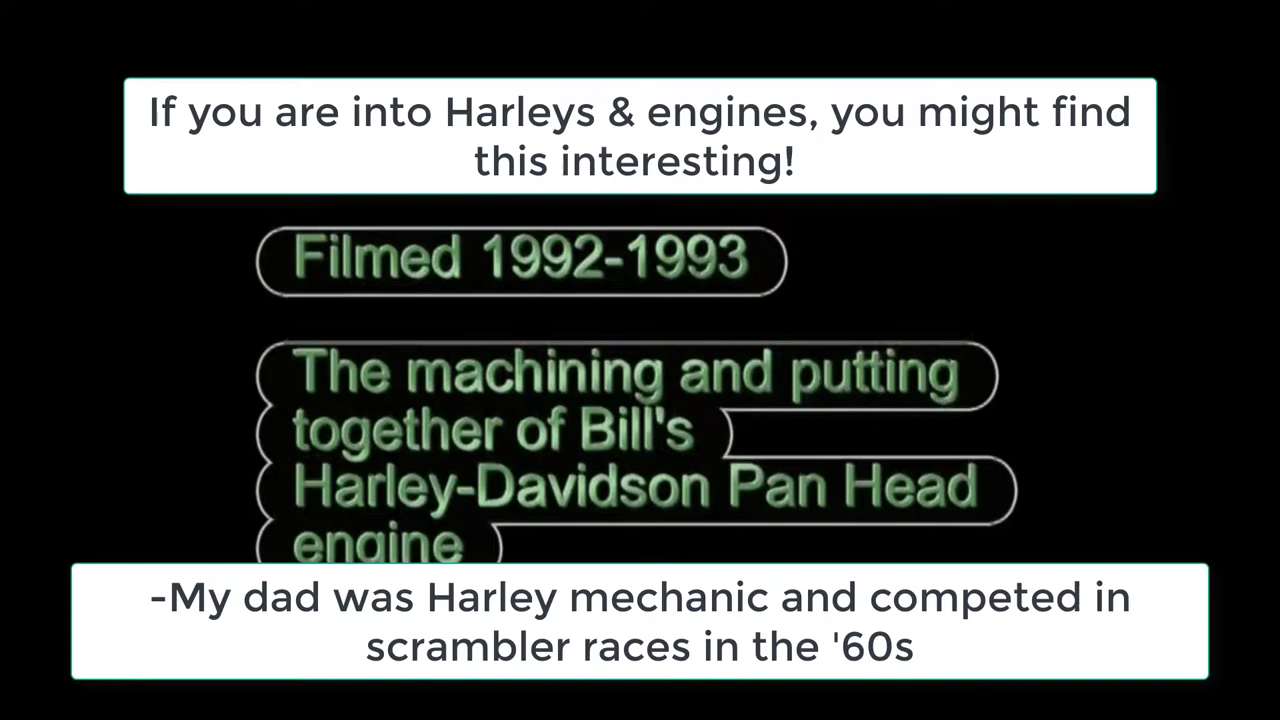 If you are into Harleys & engines, you might find
this interesting!
Filmed 1992-1993
The machining and putting
together of Bill's
Harley-Davidson Pan Head
engine
-My dad was Harley mechanic and competed in
scrambler races in the '60s